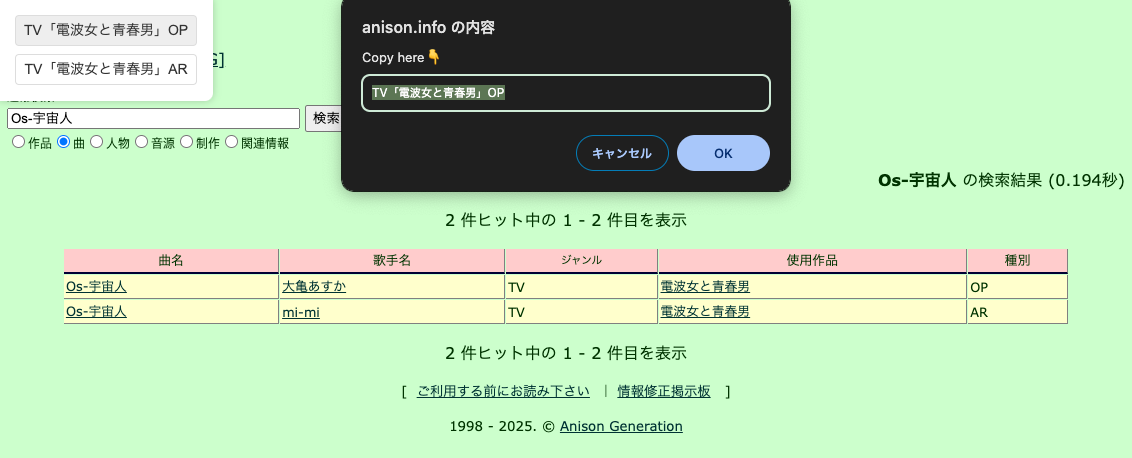 TV「電波女と青春男」OP
TV「電波女と青春男」AR
anison.info の内容
Copy here👇
TV「電波女と青春男」OP
キャンセル OK
Os-宇宙人 検索
作品 曲 人物 音源 制作 関連情報
Os-宇宙人 の検索結果 (0.194秒)
2 件ヒット中の 1 - 2 件目を表示
曲名 歌手名 ジャンル 使用作品 種別
Os-宇宙人 大亀あすか TV 電波女と青春男 OP
Os-宇宙人 mi-mi TV 電波女と青春男 AR
2 件ヒット中の 1 - 2 件目を表示
[ ご利用する前にお読み下さい | 情報修正掲示板 ]
1998 - 2025. © Anison Generation